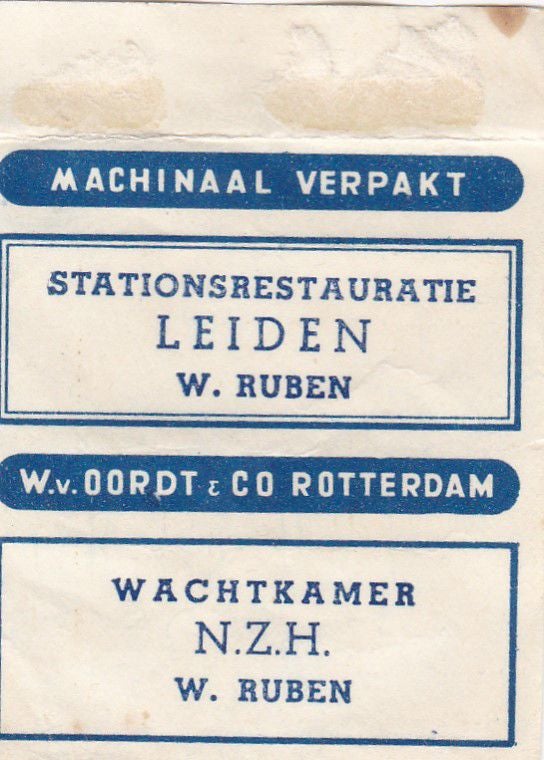 MACHINAAL VERPAKT
STATIONSRESTAURATIE
LEIDEN
W. RUBEN
W.v. OORDT & CO ROTTERDAM
WACHTKAMER
N.Z.H.
W. RUBEN